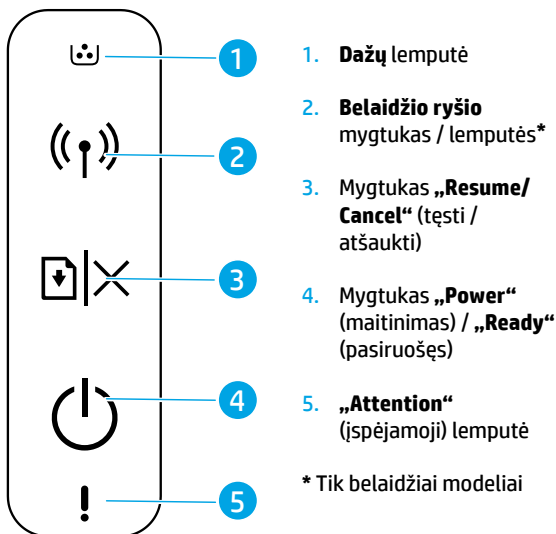 1
2
3
4
5
1. Dažų lemputė
2. Belaidžio ryšio
mygtukas / lemputės*
3. Mygtukas „Resume/
Cancel“ (tęsti /
atšaukti)
4. Mygtukas „Power“
(maitinimas) / „Ready“
(pasiruošęs)
5. „Attention“
(įspėjamoji) lemputė
* Tik belaidžiai modeliai